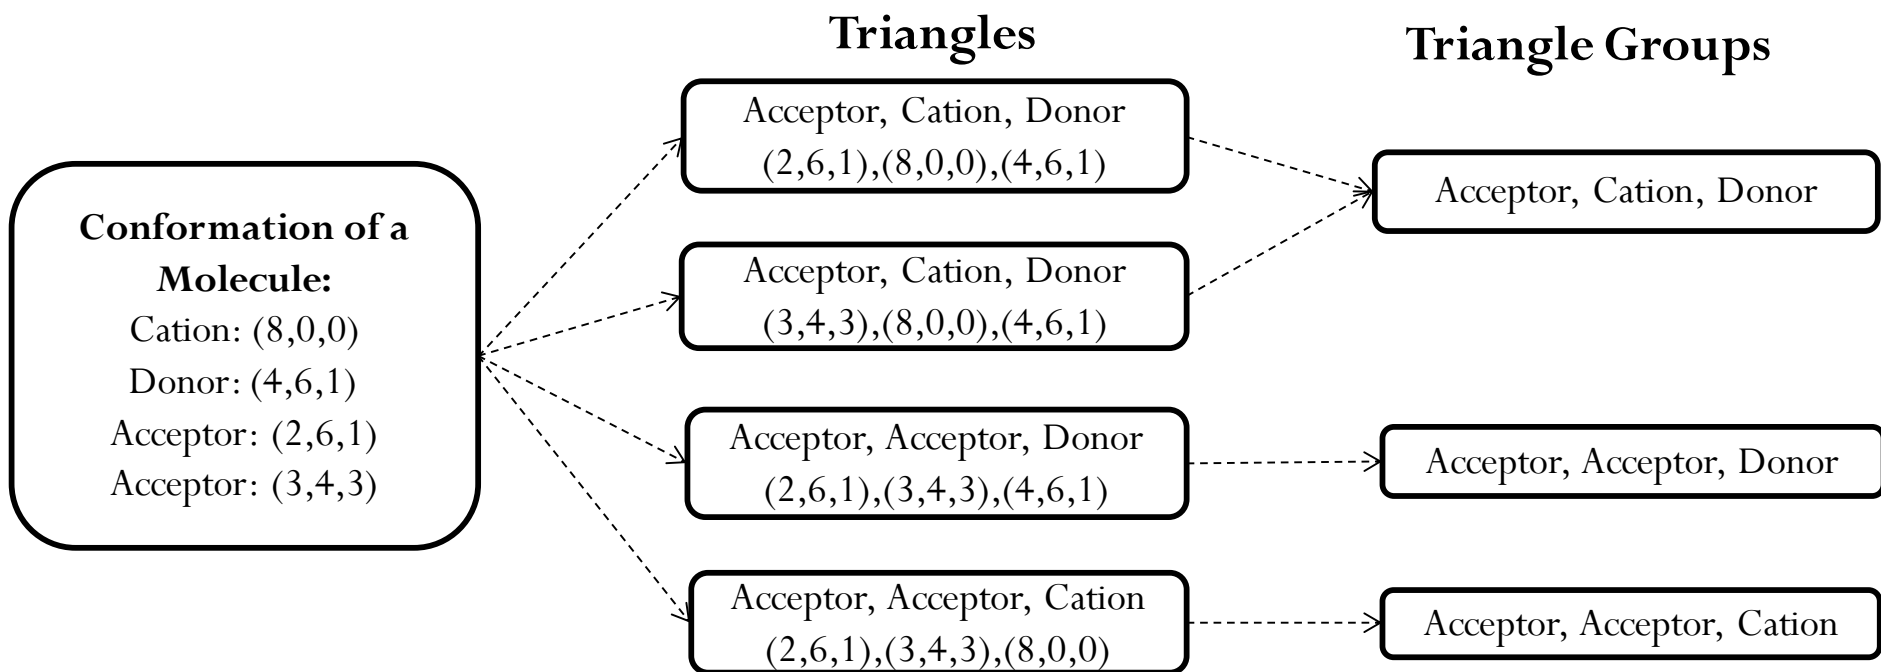 Triangles
Triangle Groups
Conformation of a
Molecule:
Cation: (8,0,0)
Donor: (4,6,1)
Acceptor: (2,6,1)
Acceptor: (3,4,3)
Acceptor, Cation, Donor
(2,6,1),(8,0,0),(4,6,1)
Acceptor, Cation, Donor
(3,4,3),(8,0,0),(4,6,1)
Acceptor, Acceptor, Donor
(2,6,1),(3,4,3),(4,6,1)
Acceptor, Acceptor, Cation
(2,6,1),(3,4,3),(8,0,0)
Acceptor, Cation, Donor
Acceptor, Acceptor, Donor
Acceptor, Acceptor, Cation